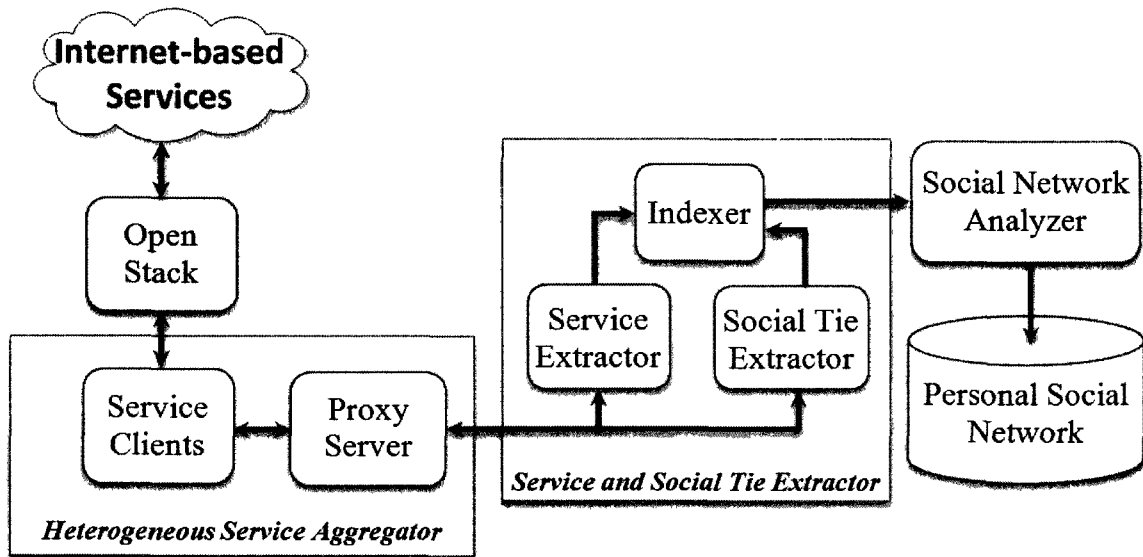 Internet-based
Services
Open
Stack
Service
Clients
Proxy
Server
Heterogeneous Service Aggregator
Indexer
Service
Extractor
Social Tie
Extractor
Service and Social Tie Extractor
Social Network
Analyzer
Personal Social
Network